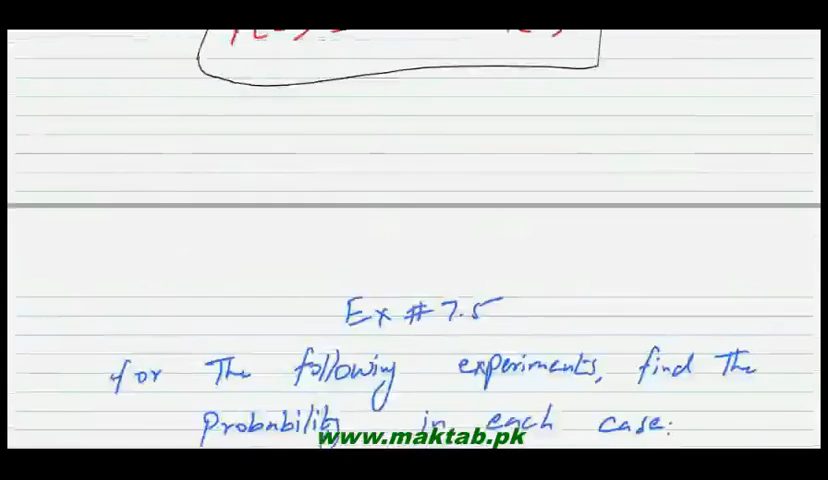 Ex # 7.5
for The following experiments, find The
Probability in each case:
www.maktab.pk